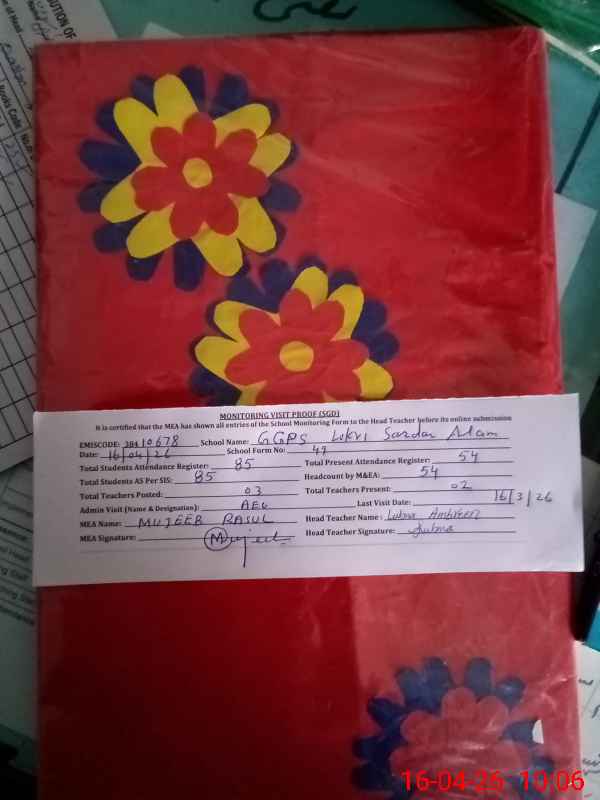 UTION OF
MONITORING VISIT PROOF (SGD)
It is certified that the MEA has shown all entries of the School Monitoring Form to the Head Teacher before its online submission
EMISCODE: 38410678 School Name: GGPS Lokri Sardar Alam
Date: 16/04/26 School Form No: 49
Total Students Attendance Register: 85 Total Present Attendance Register: 54
Total Students AS Per SIS: 85 Headcount by M&EA: 54
Total Teachers Posted: 03 Total Teachers Present: 02
Admin Visit (Name & Designation): AEO Last Visit Date: 16/3/26
MEA Name: MUJEEB RASUL Head Teacher Name: Lubna Ambreen
MEA Signature: Mujeeb Head Teacher Signature: Lubna
16-04-26 10:06